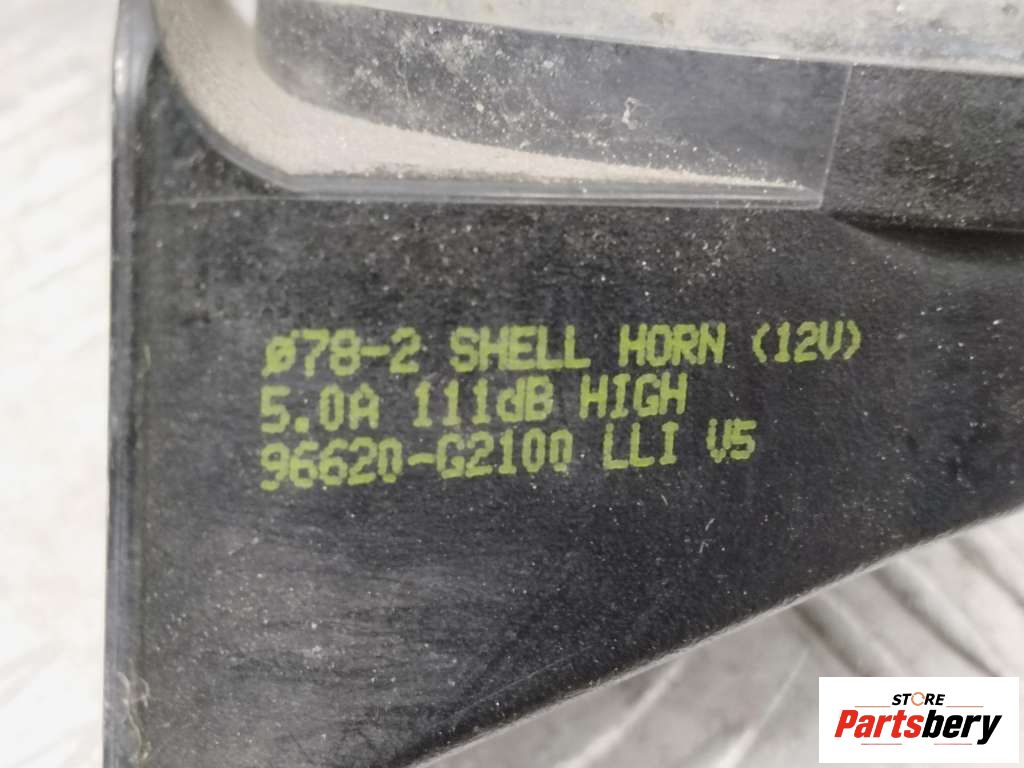 Ø78-2 SHELL HORN (12V)
5.0A 111dB HIGH
96620-G2100 LLI V5
STORE
Partsbery